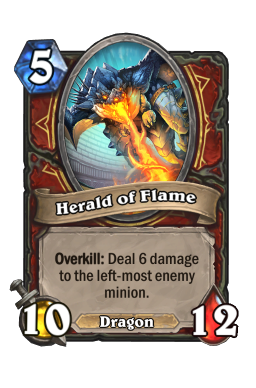 5
Herald of Flame
Overkill: Deal 6 damage
to the left-most enemy
minion.
10
Dragon
12